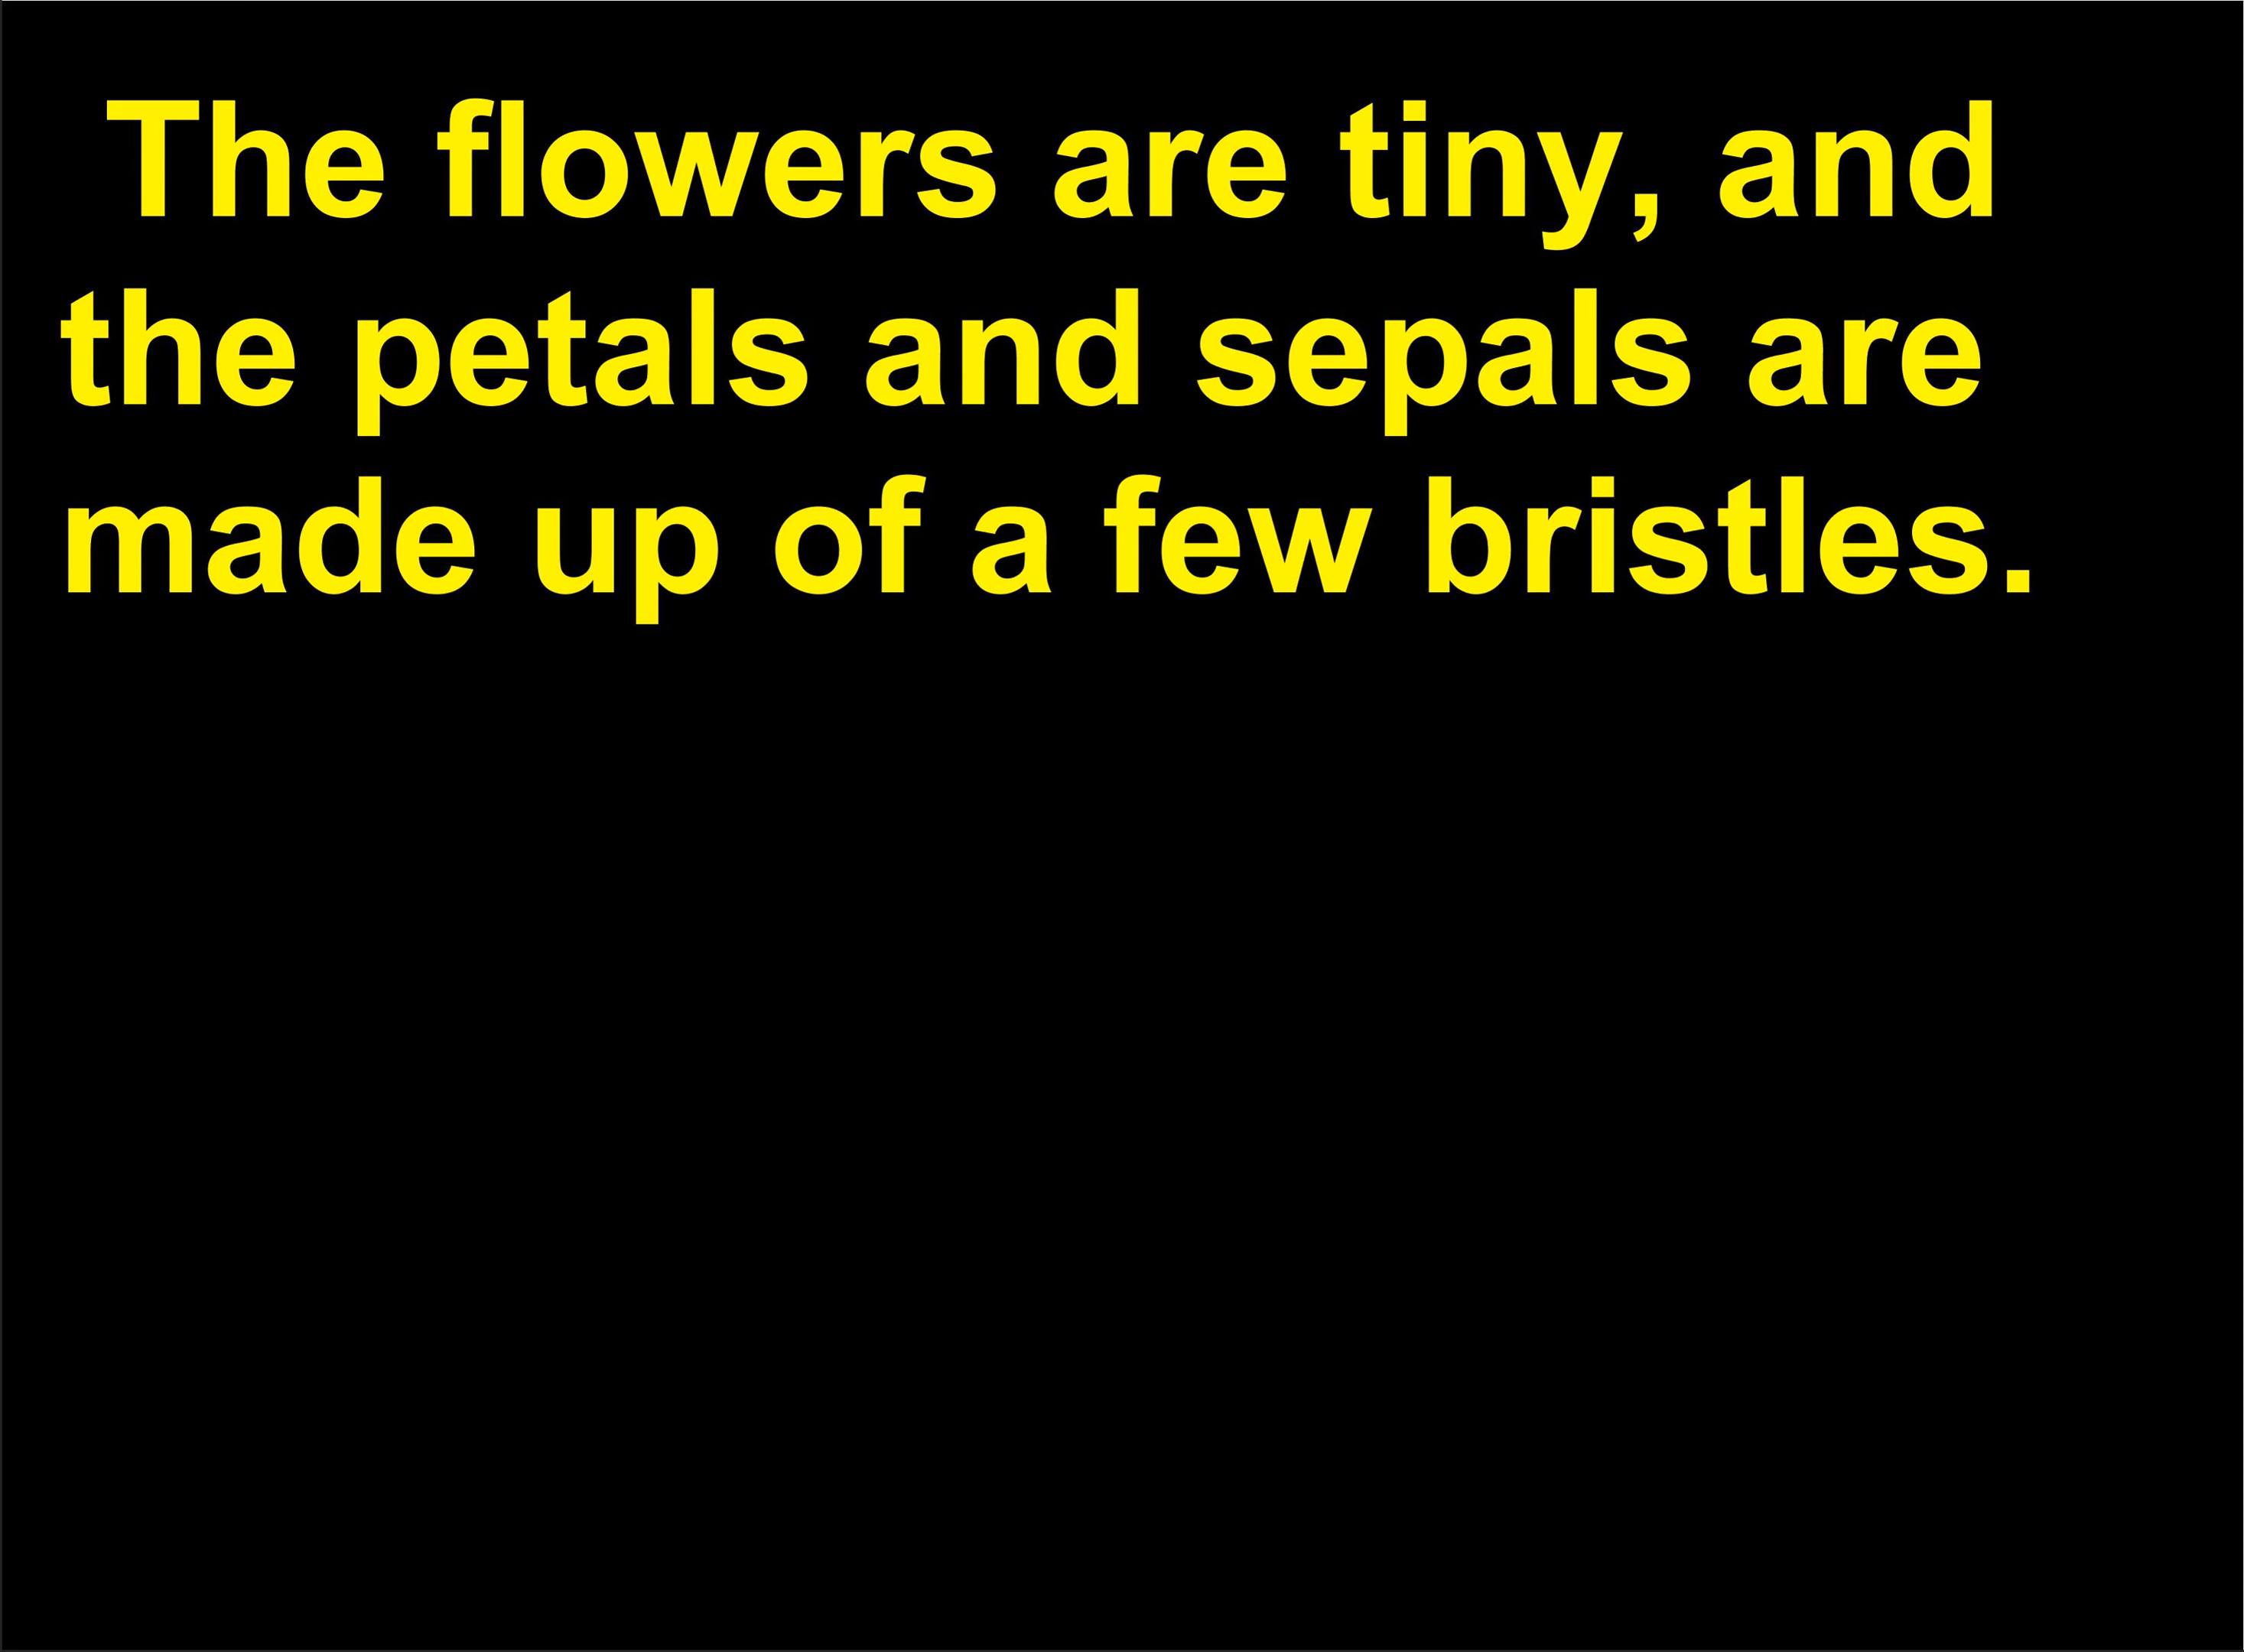 The flowers are tiny, and
the petals and sepals are
made up of a few bristles.